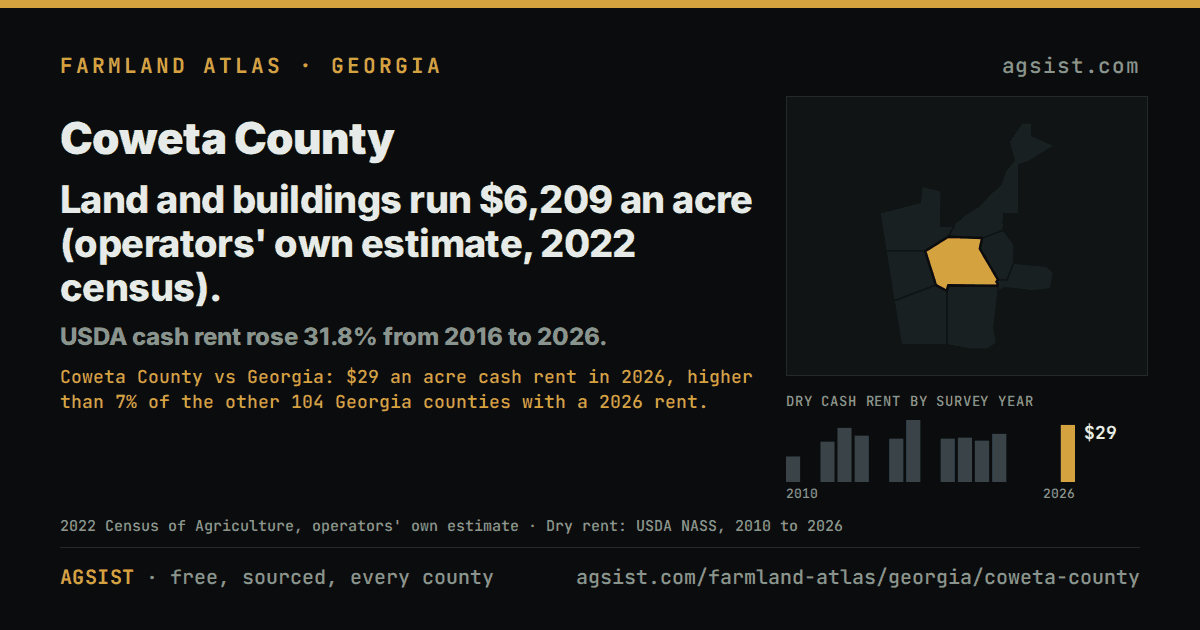 FARMLAND ATLAS · GEORGIA
agsist.com
Coweta County
Land and buildings run $6,209 an acre
(operators' own estimate, 2022
census).
USDA cash rent rose 31.8% from 2016 to 2026.
Coweta County vs Georgia: $29 an acre cash rent in 2026, higher
than 7% of the other 104 Georgia counties with a 2026 rent.
DRY CASH RENT BY SURVEY YEAR
$29
2010
2026
2022 Census of Agriculture, operators' own estimate · Dry rent: USDA NASS, 2010 to 2026
AGSIST · free, sourced, every county
agsist.com/farmland-atlas/georgia/coweta-county